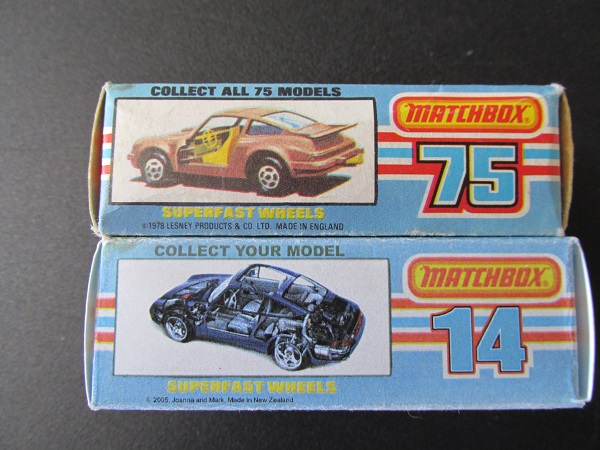 COLLECT ALL 75 MODELS
MATCHBOX
75
SUPERFAST WHEELS
©1978 LESNEY PRODUCTS & CO. LTD. MADE IN ENGLAND
COLLECT YOUR MODEL
MATCHBOX
14
SUPERFAST WHEELS
© 2005, Joanna and Mark, Made in New Zealand